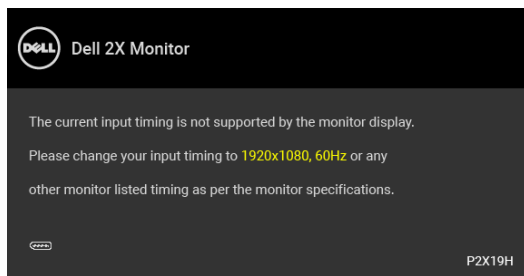 DELL
Dell 2X Monitor
The current input timing is not supported by the monitor display.
Please change your input timing to 1920x1080, 60Hz or any
other monitor listed timing as per the monitor specifications.
P2X19H